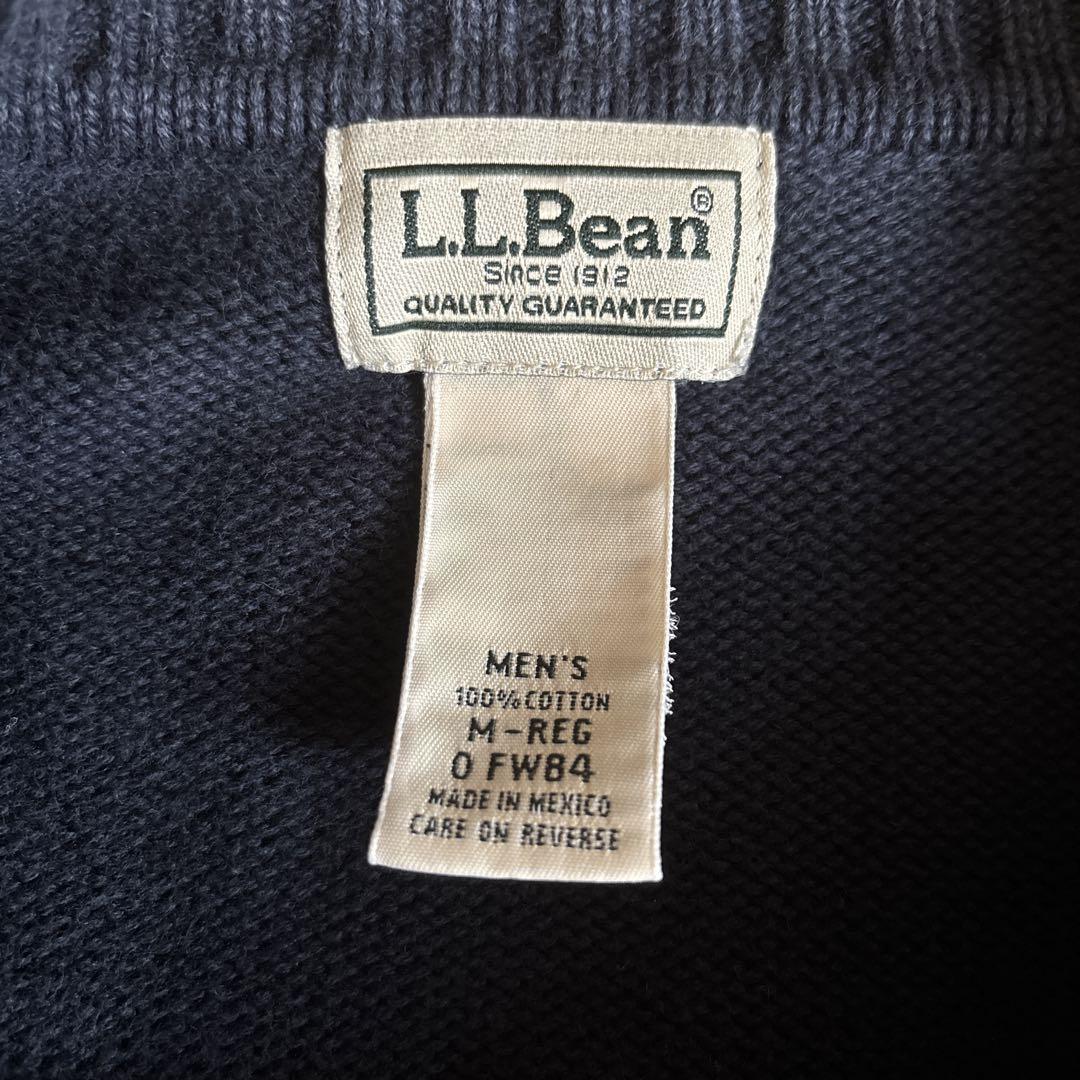 L.L.Bean®
Since 1912
QUALITY GUARANTEED
MEN'S
100% COTTON
M-REG
0 FW84
MADE IN MEXICO
CARE ON REVERSE